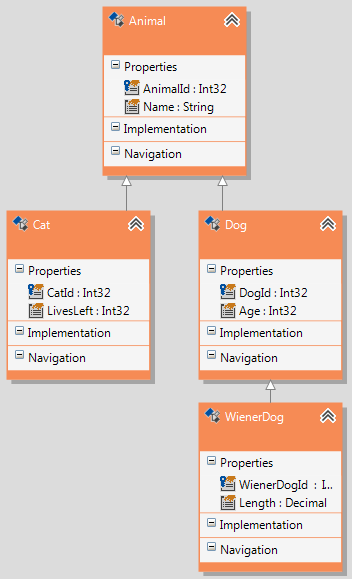 Animal
Properties
AnimalId : Int32
Name : String
Implementation
Navigation
Cat
Properties
CatId : Int32
LivesLeft : Int32
Implementation
Navigation
Dog
Properties
DogId : Int32
Age : Int32
Implementation
Navigation
WienerDog
Properties
WienerDogId : I...
Length : Decimal
Implementation
Navigation